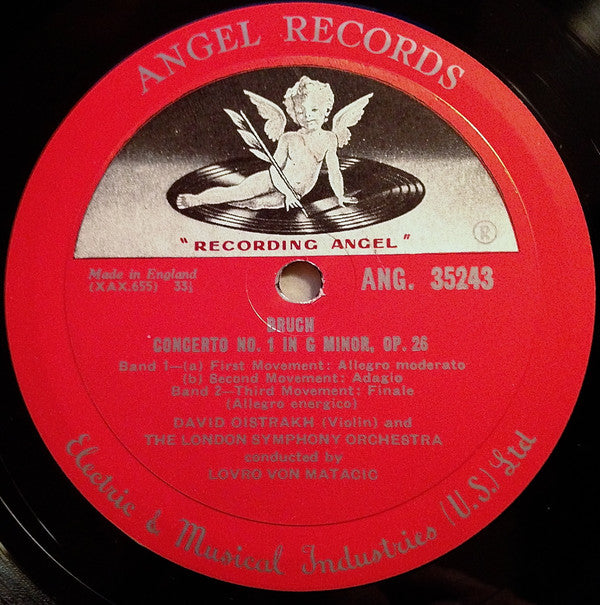 ANGEL RECORDS
"RECORDING ANGEL"
®
Made in England
(XAX.655) 33⅓
ANG. 35243
BRUCH
CONCERTO NO. 1 IN G MINOR, OP. 26
Band 1—(a) First Movement: Allegro moderato
(b) Second Movement: Adagio
Band 2—Third Movement: Finale
(Allegro energico)
DAVID OISTRAKH (Violin) and
THE LONDON SYMPHONY ORCHESTRA
conducted by
LOVRO VON MATACIC
Electric & Musical Industries (U.S.) Ltd